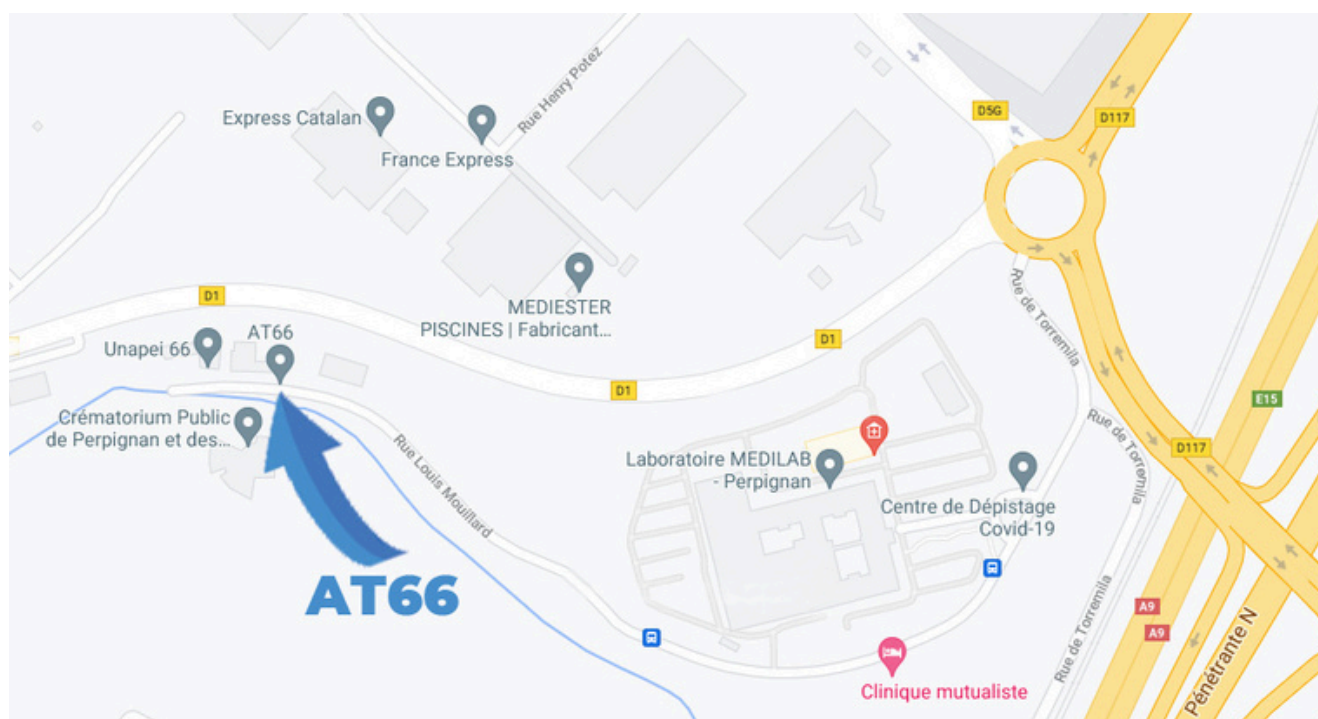 Rue Henry Potez
Express Catalan
France Express
D5G
D117
MEDIESTER
PISCINES | Fabricant...
D1
AT66
Unapei 66
D1
D1
Rue de Torremila
E15
Crématorium Public
de Perpignan et des...
Rue Louis Mouillard
Laboratoire MEDILAB
- Perpignan
Rue de Torremila
D117
Centre de Dépistage
Covid-19
AT66
A9
A9
Rue de Torremila
Pénétrante N
Clinique mutualiste